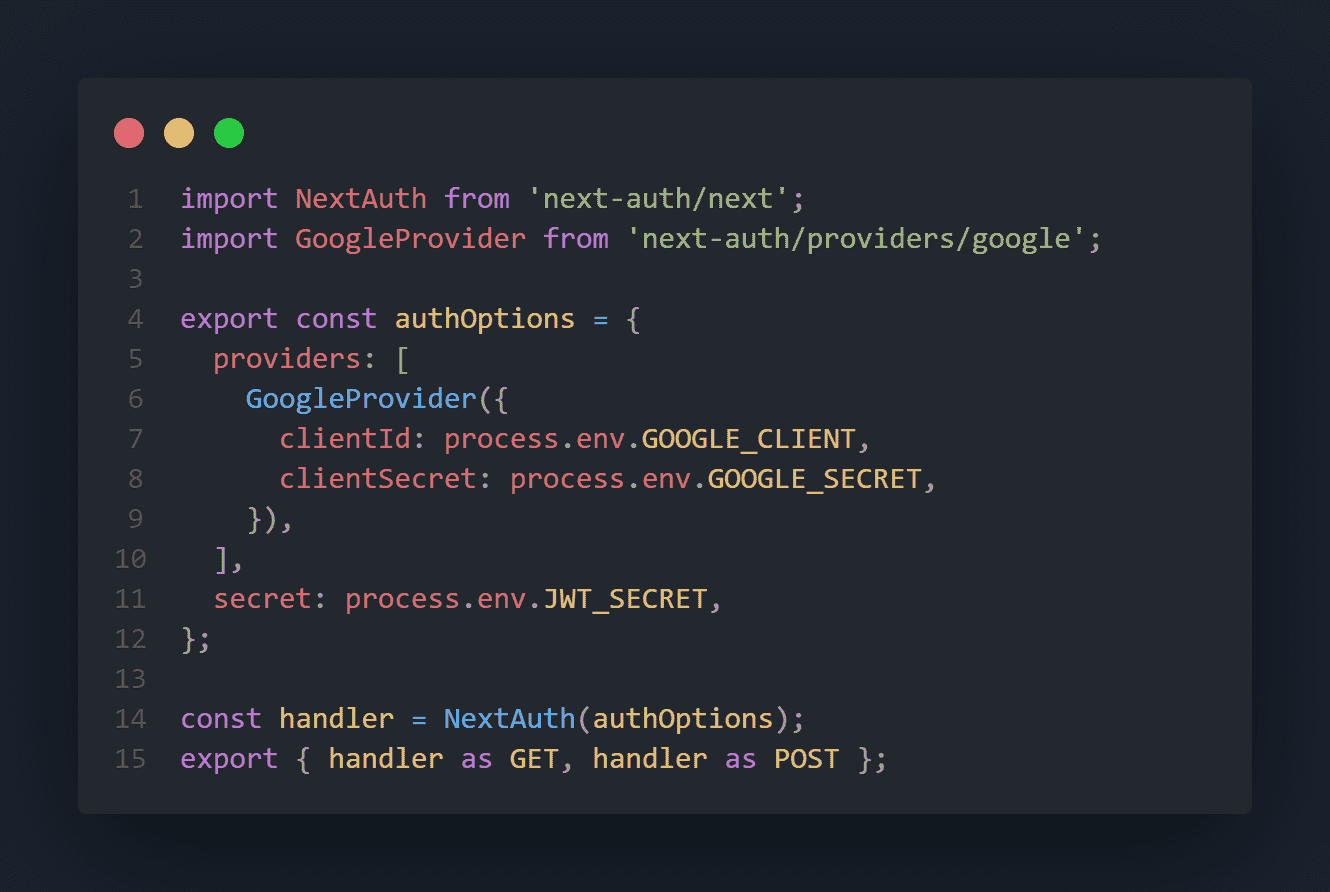 1 import NextAuth from 'next-auth/next';
2 import GoogleProvider from 'next-auth/providers/google';
3
4 export const authOptions = {
5   providers: [
6     GoogleProvider({
7       clientId: process.env.GOOGLE_CLIENT,
8       clientSecret: process.env.GOOGLE_SECRET,
9     }),
10   ],
11   secret: process.env.JWT_SECRET,
12 };
13
14 const handler = NextAuth(authOptions);
15 export { handler as GET, handler as POST };